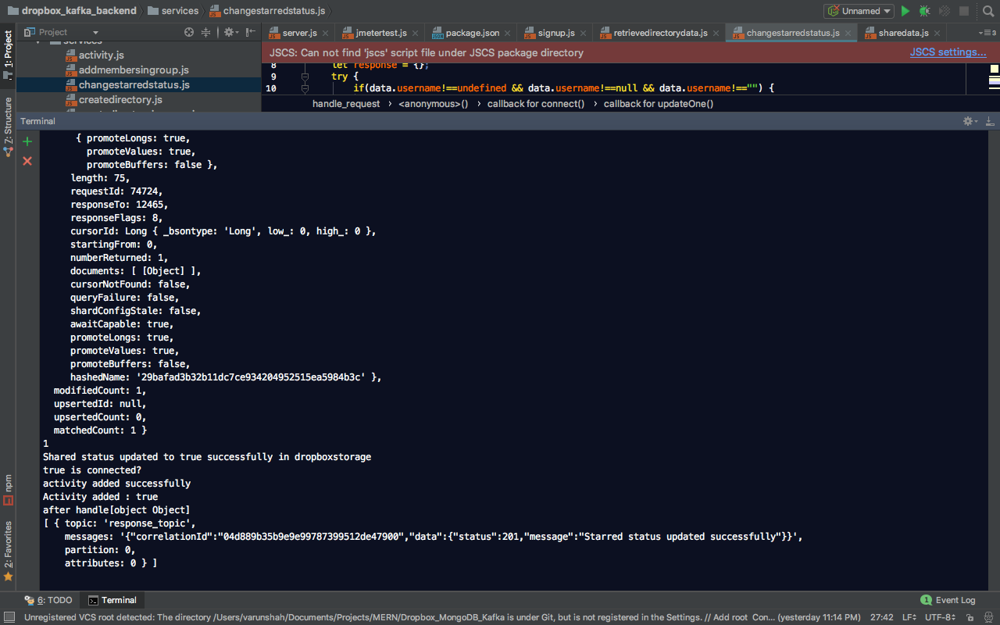 dropbox_kafka_backend services changestarredstatus.js Unnamed
1: Project
Project
server.js jmetertest.js package.json signup.js retrievedirectorydata.js changestarredstatus.js sharedata.js 3
services
activity.js
addmembersingroup.js
changestarredstatus.js
createdirectory.js
JSCS: Can not find 'jscs' script file under JSCS package directory JSCS settings...
8 let response = {};
9 try {
10 if(data.username!==undefined && data.username!==null && data.username!=="") {
handle_request › <anonymous>() › callback for connect() › callback for updateOne()
Z: Structure
Terminal
{ promoteLongs: true,
promoteValues: true,
promoteBuffers: false },
length: 75,
requestId: 74724,
responseTo: 12465,
responseFlags: 8,
cursorId: Long { _bsontype: 'Long', low_: 0, high_: 0 },
startingFrom: 0,
numberReturned: 1,
documents: [ [Object] ],
cursorNotFound: false,
queryFailure: false,
shardConfigStale: false,
awaitCapable: true,
promoteLongs: true,
promoteValues: true,
promoteBuffers: false,
hashedName: '29bafad3b32b11dc7ce934204952515ea5984b3c' },
modifiedCount: 1,
upsertedId: null,
upsertedCount: 0,
matchedCount: 1 }
1
Shared status updated to true successfully in dropboxstorage
true is connected?
activity added successfully
Activity added : true
after handle[object Object]
[ { topic: 'response_topic',
messages: '{"correlationId":"04d889b35b9e9e99787399512de47900","data":{"status":201,"message":"Starred status updated successfully"}}',
partition: 0,
attributes: 0 } ]
npm
2: Favorites
6: TODO Terminal 1 Event Log
Unregistered VCS root detected: The directory /Users/varunshah/Documents/Projects/MERN/Dropbox_MongoDB_Kafka is under Git, but is not registered in the Settings. // Add root Con... (yesterday 11:14 PM) 27:42 LF UTF-8